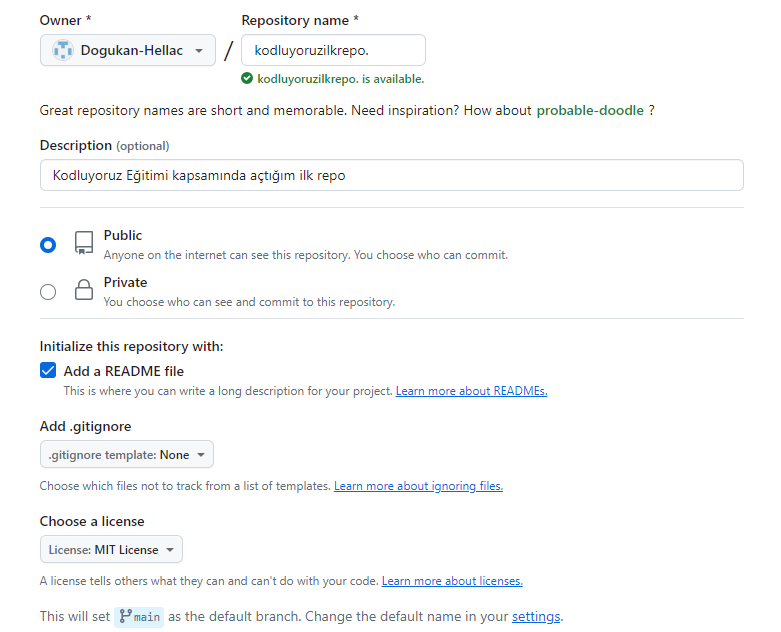 Owner * Repository name *
Dogukan-Hellac / kodluyoruzilkrepo.
kodluyoruzilkrepo. is available.
Great repository names are short and memorable. Need inspiration? How about probable-doodle ?
Description (optional)
Kodluyoruz Eğitimi kapsamında açtığım ilk repo
Public
Anyone on the internet can see this repository. You choose who can commit.
Private
You choose who can see and commit to this repository.
Initialize this repository with:
Add a README file
This is where you can write a long description for your project. Learn more about READMEs.
Add .gitignore
.gitignore template: None
Choose which files not to track from a list of templates. Learn more about ignoring files.
Choose a license
License: MIT License
A license tells others what they can and can't do with your code. Learn more about licenses.
This will set main as the default branch. Change the default name in your settings.